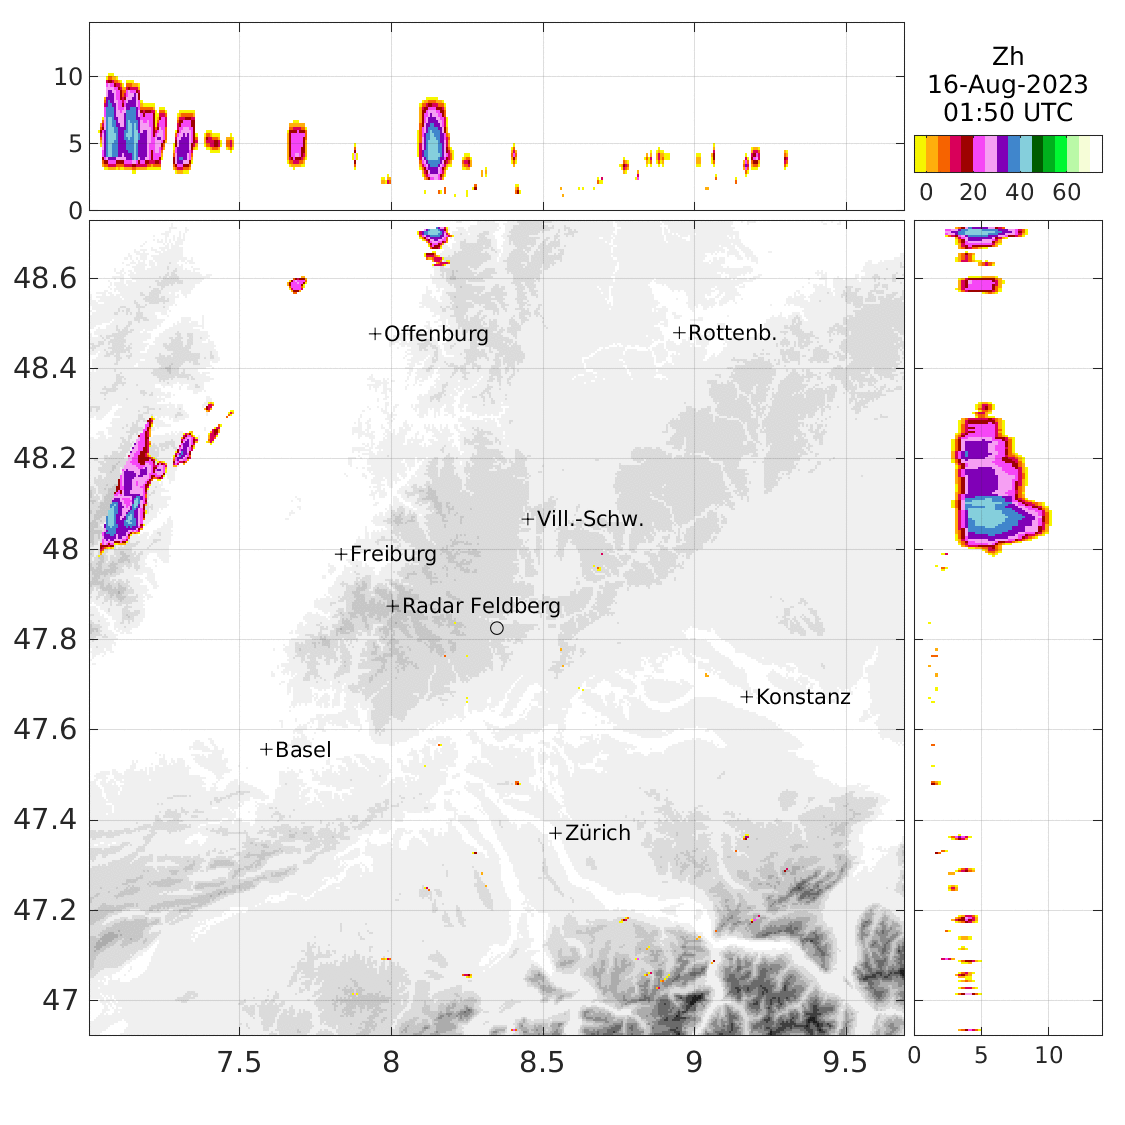 10
5
0
Zh
16-Aug-2023
01:50 UTC
0 20 40 60
48.6
48.4
48.2
48
47.8
47.6
47.4
47.2
47
Offenburg
Rottenb.
Vill.-Schw.
Freiburg
Radar Feldberg
Konstanz
Basel
Zürich
7.5 8 8.5 9 9.5
0 5 10